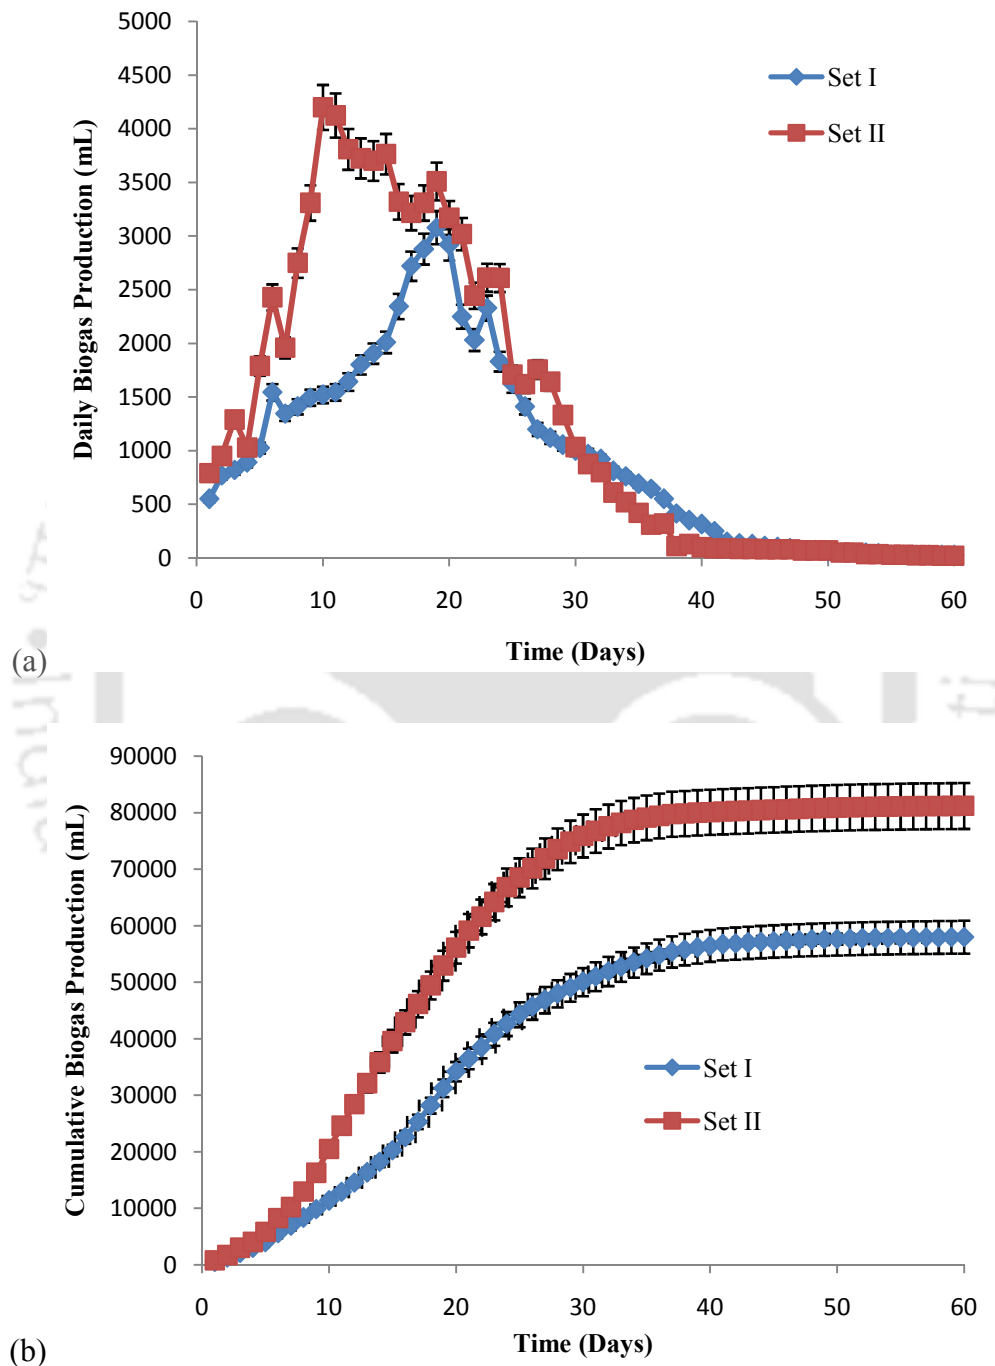 5000
4500
4000
3500
3000
2500
2000
1500
1000
500
0
Daily Biogas Production (mL)
Set I
Set II
0 10 20 30 40 50 60
Time (Days)
(a)
90000
80000
70000
60000
50000
40000
30000
20000
10000
0
Cumulative Biogas Production (mL)
Set I
Set II
0 10 20 30 40 50 60
Time (Days)
(b)